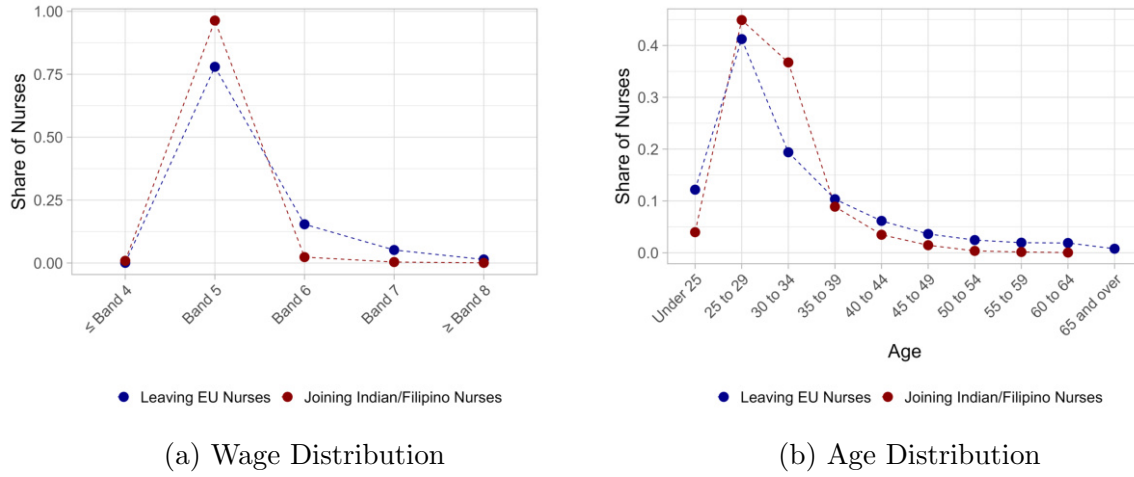 1.00
0.75
0.50
0.25
0.00
Share of Nurses
≤ Band 4
Band 5
Band 6
Band 7
≥ Band 8
Leaving EU Nurses Joining Indian/Filipino Nurses
(a) Wage Distribution
0.4
0.3
0.2
0.1
0.0
Share of Nurses
Under 25
25 to 29
30 to 34
35 to 39
40 to 44
45 to 49
50 to 54
55 to 59
60 to 64
65 and over
Age
Leaving EU Nurses Joining Indian/Filipino Nurses
(b) Age Distribution